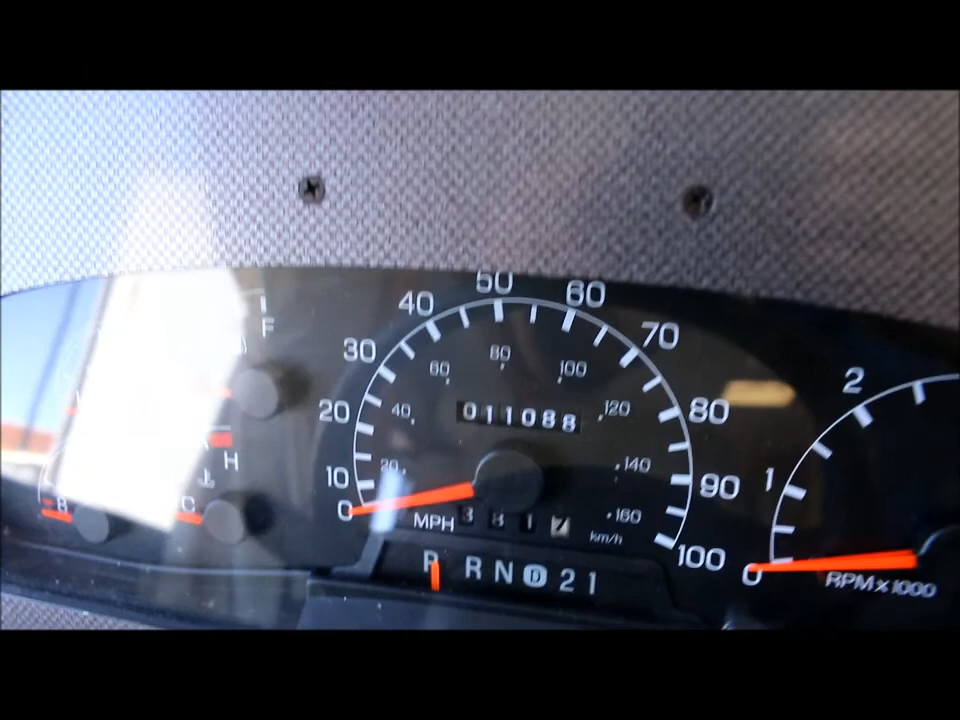 F
H
C
B
0 10 20 30 40 50 60 70 80 90 100
20 40 60 80 100 120 140 160
011088
MPH
381
km/h
P R N D 2 1
0 1 2
RPM x 1000